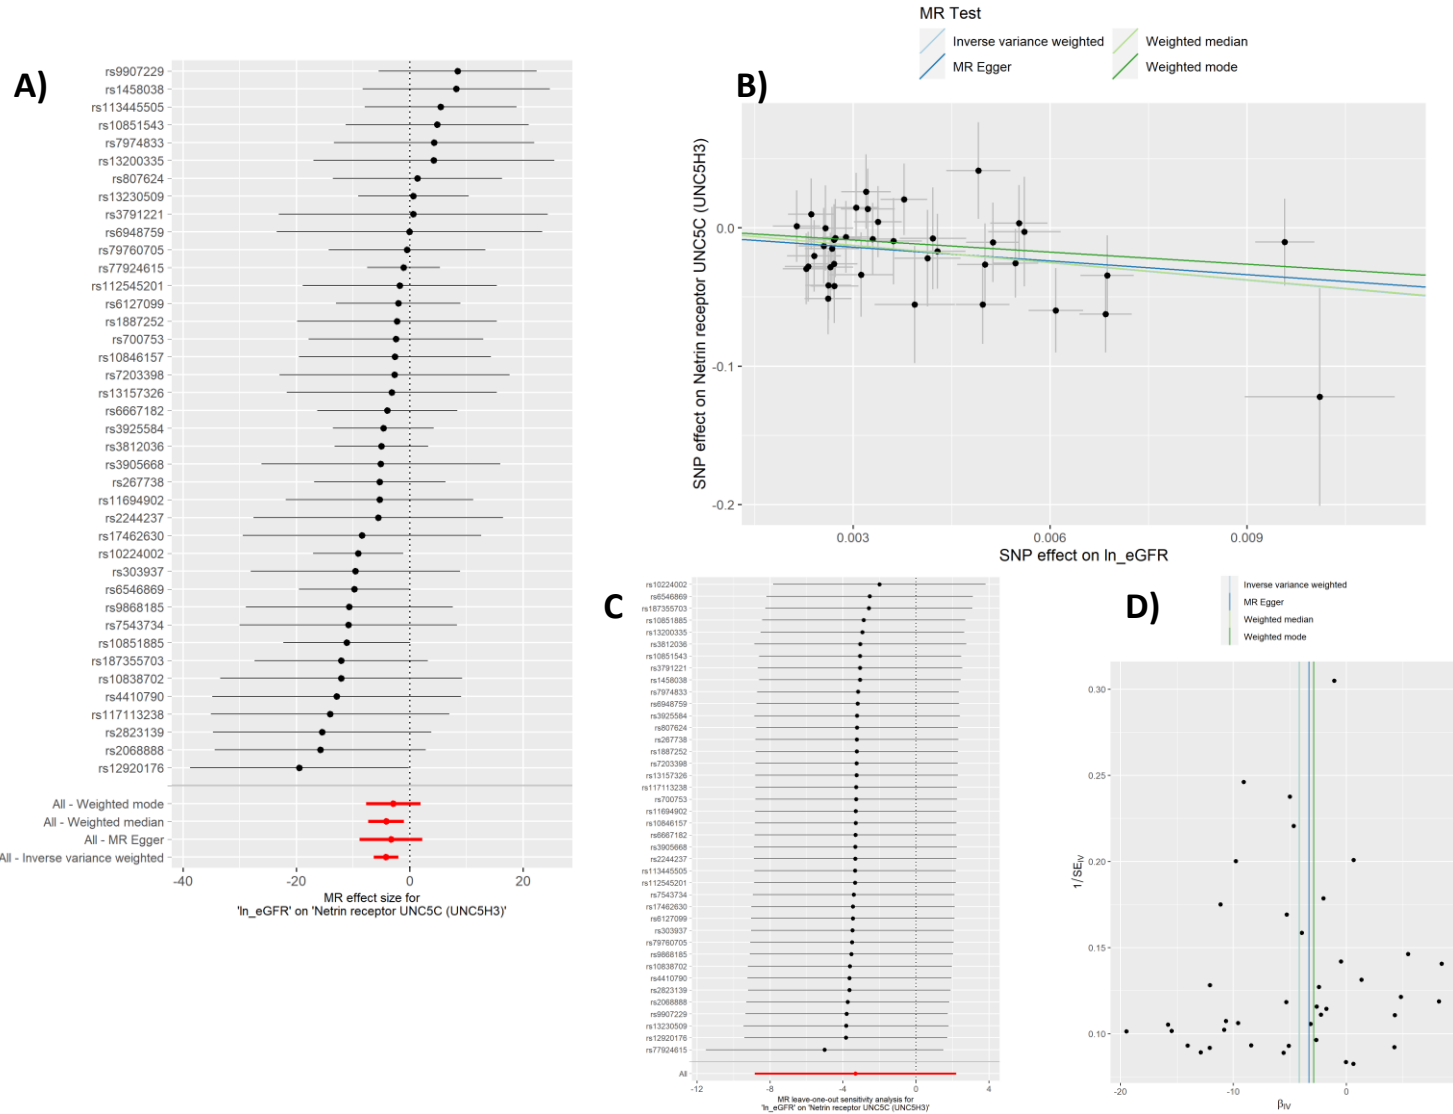 A)
rs9907229
rs1458038
rs113445505
rs10851543
rs7974833
rs13200335
rs807624
rs13230509
rs3791221
rs6948759
rs79760705
rs77924615
rs112545201
rs6127099
rs1887252
rs700753
rs10846157
rs7203398
rs13157326
rs6667182
rs3925584
rs3812036
rs3905668
rs267738
rs11694902
rs2244237
rs17462630
rs10224002
rs303937
rs6546869
rs9868185
rs7543734
rs10851885
rs187355703
rs10838702
rs4410790
rs117113238
rs2823139
rs2068888
rs12920176
All - Weighted mode
All - Weighted median
All - MR Egger
All - Inverse variance weighted
-40 -20 0 20
MR effect size for
'ln_eGFR' on 'Netrin receptor UNC5C (UNC5H3)'
MR Test
Inverse variance weighted Weighted median
MR Egger Weighted mode
B)
SNP effect on Netrin receptor UNC5C (UNC5H3)
0.0
-0.1
-0.2
0.003 0.006 0.009
SNP effect on ln_eGFR
C
rs10224002
rs6546869
rs187355703
rs10851885
rs13200335
rs3812036
rs10851543
rs3791221
rs1458038
rs7974833
rs6948759
rs3925584
rs807624
rs267738
rs1887252
rs7203398
rs13157326
rs117113238
rs700753
rs11694902
rs10846157
rs6667182
rs3905668
rs2244237
rs113445505
rs112545201
rs7543734
rs17462630
rs6127099
rs303937
rs79760705
rs9868185
rs10838702
rs4410790
rs2823139
rs2068888
rs9907229
rs13230509
rs12920176
rs77924615
All
-12 -8 -4 0 4
MR leave-one-out sensitivity analysis for
'ln_eGFR' on 'Netrin receptor UNC5C (UNC5H3)'
D)
Inverse variance weighted
MR Egger
Weighted median
Weighted mode
1/SE_IV
0.30
0.25
0.20
0.15
0.10
-20 -10 0
β_IV